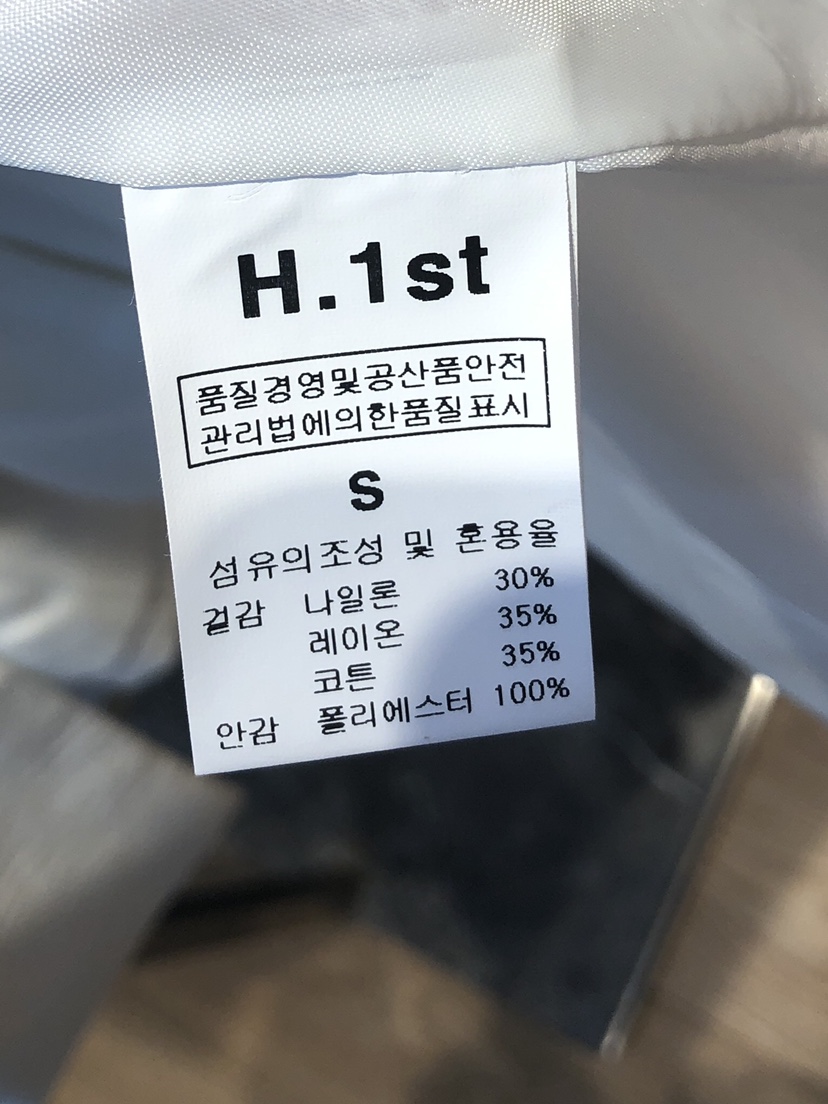 H.1st
품질경영및공산품안전
관리법에의한품질표시
S
섬유의조성 및 혼용율
겉감 나일론 30%
레이온 35%
코튼 35%
안감 폴리에스터 100%